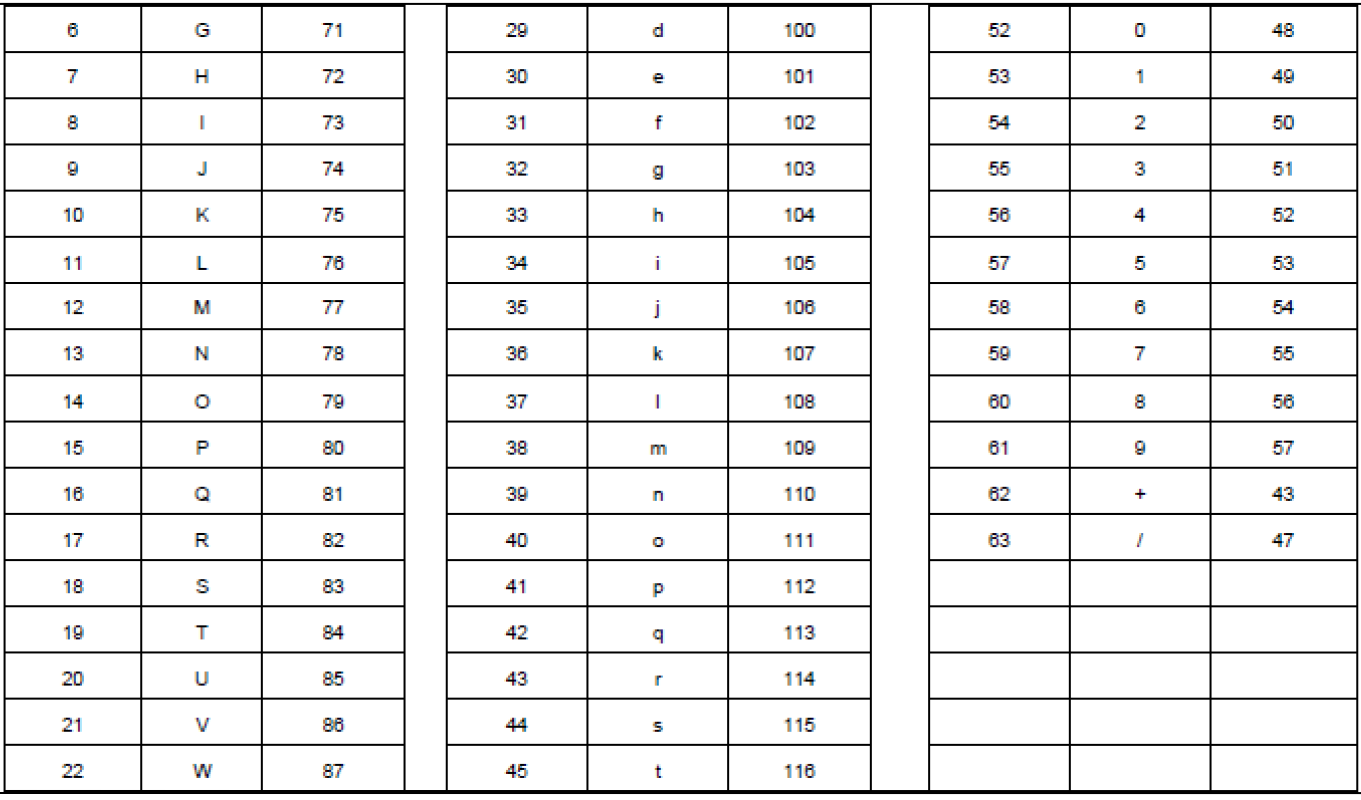 6 G 71 29 d 100 52 0 48
7 H 72 30 e 101 53 1 49
8 I 73 31 f 102 54 2 50
9 J 74 32 g 103 55 3 51
10 K 75 33 h 104 56 4 52
11 L 76 34 i 105 57 5 53
12 M 77 35 j 106 58 6 54
13 N 78 36 k 107 59 7 55
14 O 79 37 l 108 60 8 56
15 P 80 38 m 109 61 9 57
16 Q 81 39 n 110 62 + 43
17 R 82 40 o 111 63 / 47
18 S 83 41 p 112
19 T 84 42 q 113
20 U 85 43 r 114
21 V 86 44 s 115
22 W 87 45 t 116